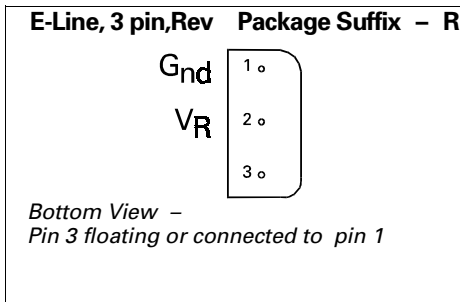 E-Line, 3 pin,Rev Package Suffix – R
Gnd
1
VR
2
3
Bottom View –
Pin 3 floating or connected to pin 1